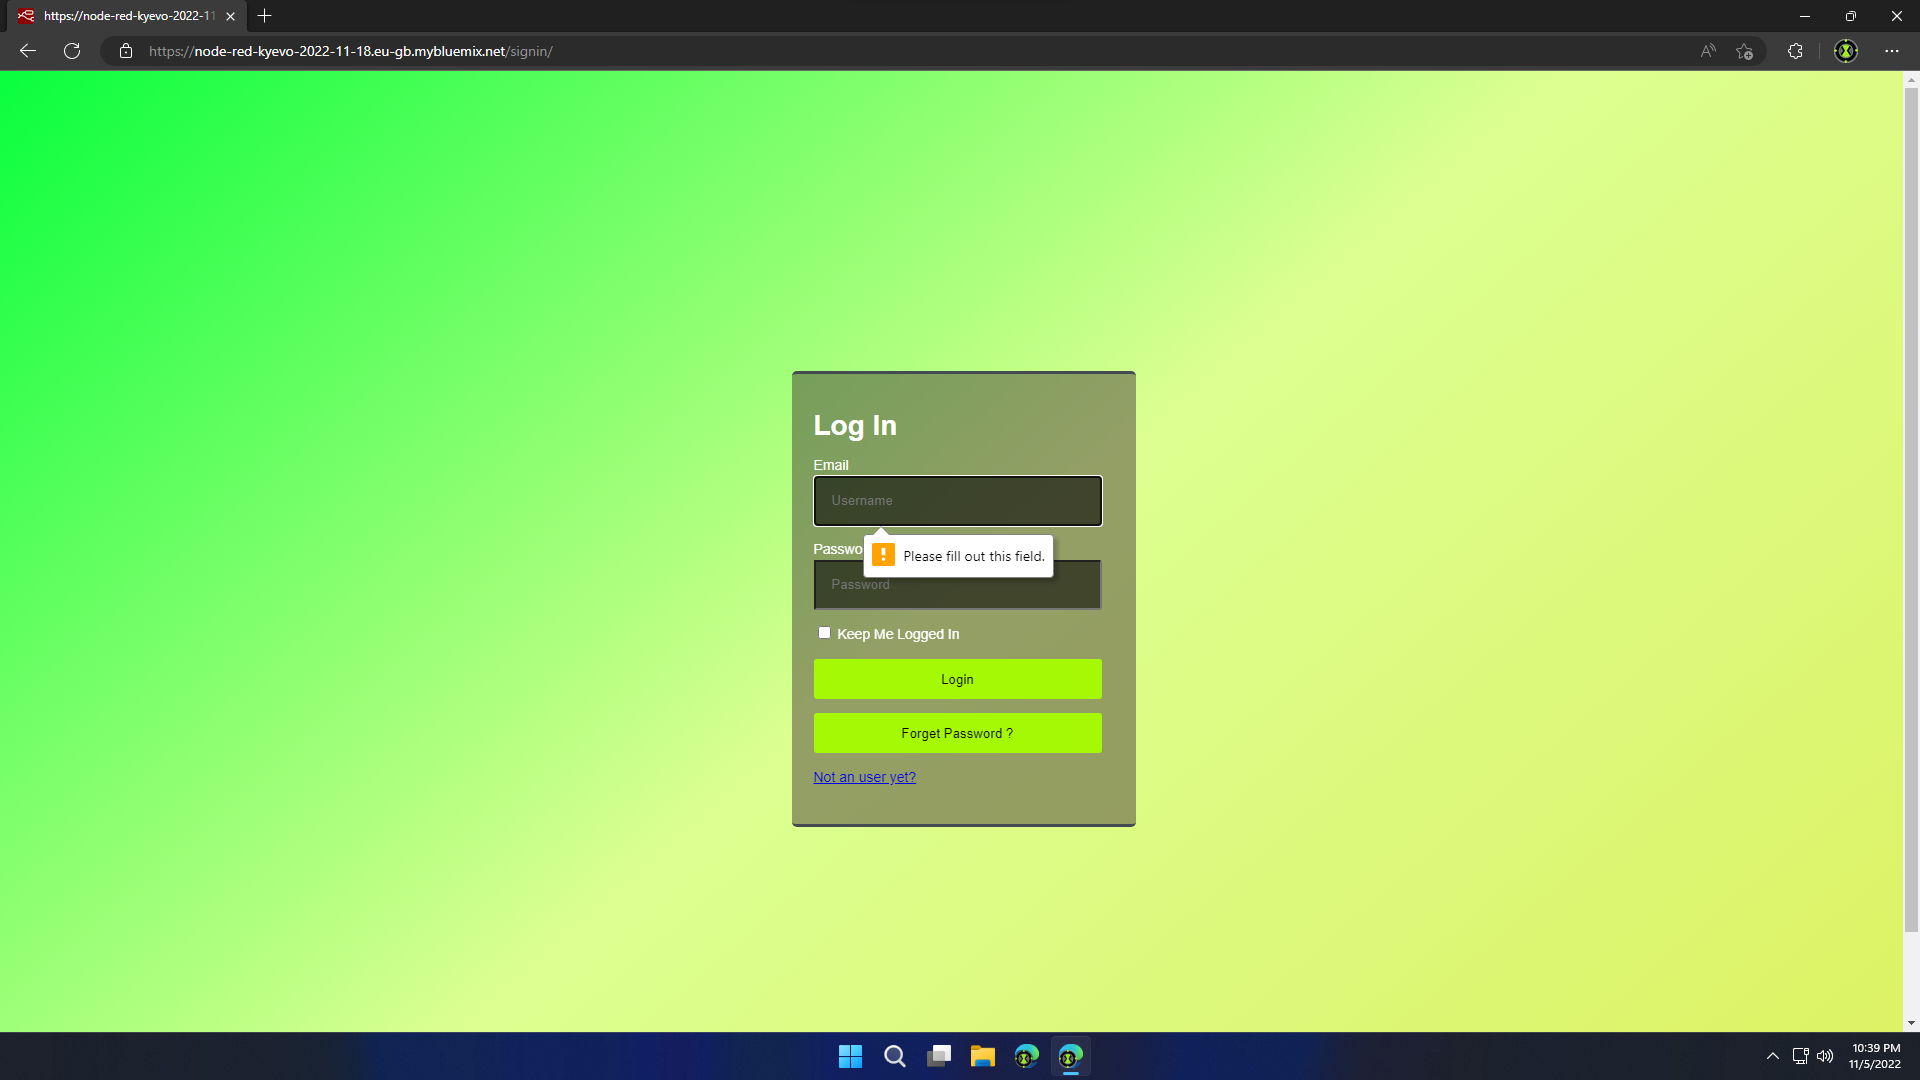 https://node-red-kyevo-2022-11
https://node-red-kyevo-2022-11-18.eu-gb.mybluemix.net/signin/
Log In
Email
Username
Passwo
Please fill out this field.
Password
Keep Me Logged In
Login
Forget Password ?
Not an user yet?
10:39 PM
11/5/2022